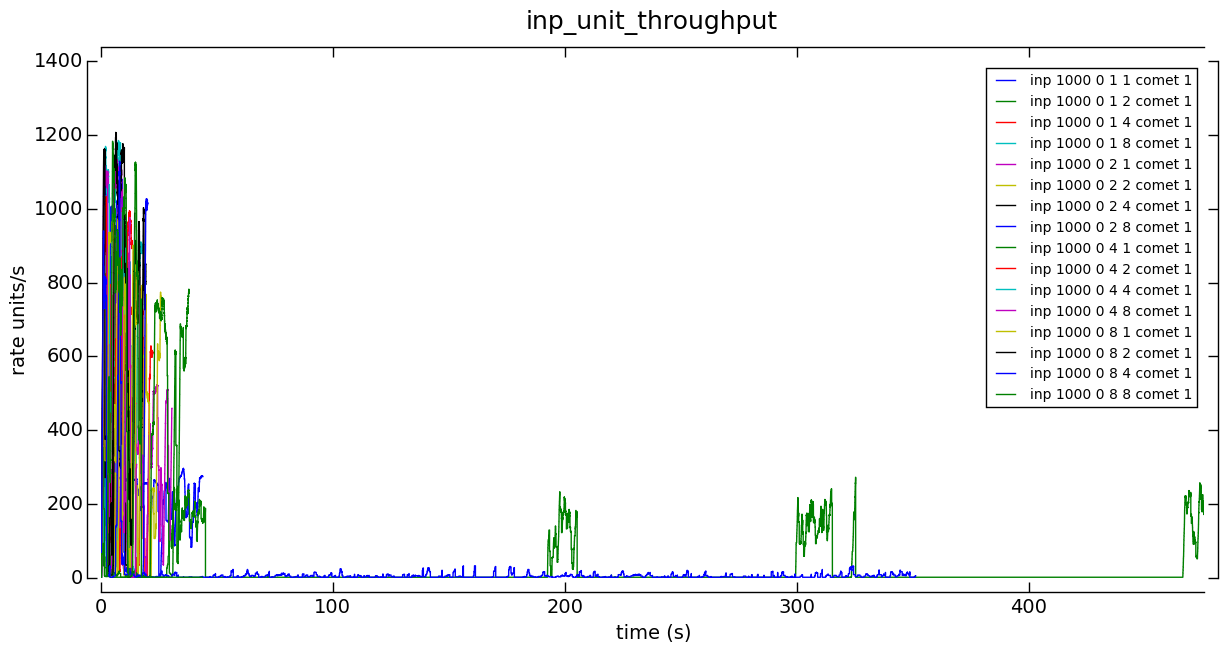 inp_unit_throughput
1400
1200
1000
800
600
400
200
0
rate units/s
0 100 200 300 400
time (s)
inp 1000 0 1 1 comet 1
inp 1000 0 1 2 comet 1
inp 1000 0 1 4 comet 1
inp 1000 0 1 8 comet 1
inp 1000 0 2 1 comet 1
inp 1000 0 2 2 comet 1
inp 1000 0 2 4 comet 1
inp 1000 0 2 8 comet 1
inp 1000 0 4 1 comet 1
inp 1000 0 4 2 comet 1
inp 1000 0 4 4 comet 1
inp 1000 0 4 8 comet 1
inp 1000 0 8 1 comet 1
inp 1000 0 8 2 comet 1
inp 1000 0 8 4 comet 1
inp 1000 0 8 8 comet 1